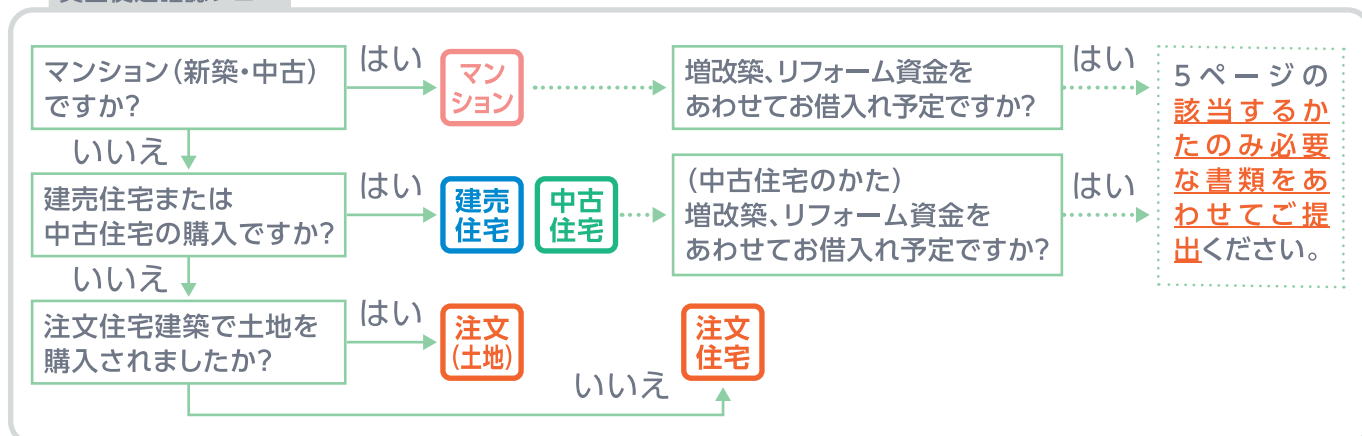 マンション（新築・中古）
ですか?
はい
マン
ション
増改築、リフォーム資金を
あわせてお借入れ予定ですか?
はい
5ページの
該当するか
たのみ必要
な書類をあ
わせてご提
出ください。
いいえ
建売住宅または
中古住宅の購入ですか?
はい
建売
住宅
中古
住宅
（中古住宅のかた）
増改築、リフォーム資金を
あわせてお借入れ予定ですか?
はい
いいえ
注文住宅建築で土地を
購入されましたか?
はい
注文
(土地)
いいえ
注文
住宅